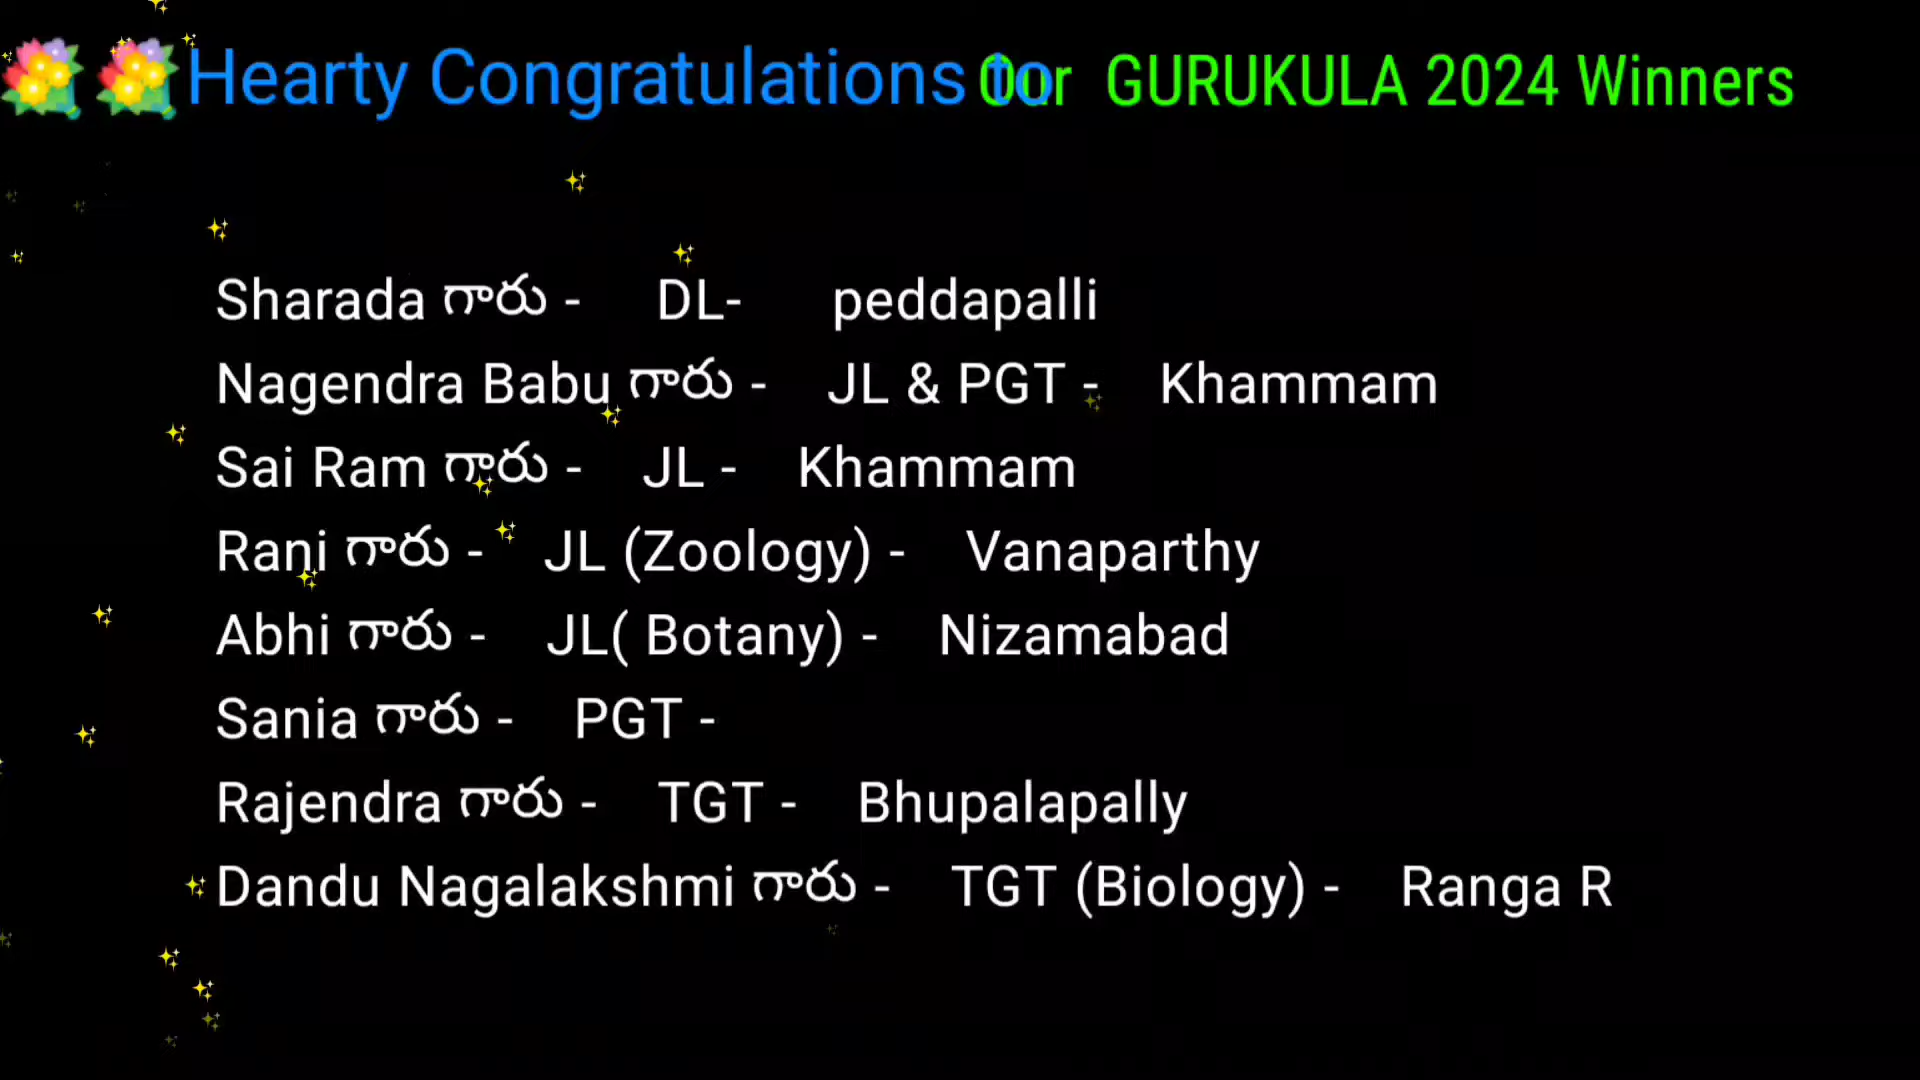 💐💐Hearty Congratulations to Our GURUKULA 2024 Winners
Sharada గారు - DL- peddapalli
Nagendra Babu గారు - JL & PGT - Khammam
Sai Ram గారు - JL - Khammam
Rani గారు - JL (Zoology) - Vanaparthy
Abhi గారు - JL( Botany) - Nizamabad
Sania గారు - PGT -
Rajendra గారు - TGT - Bhupalapally
Dandu Nagalakshmi గారు - TGT (Biology) - Ranga R